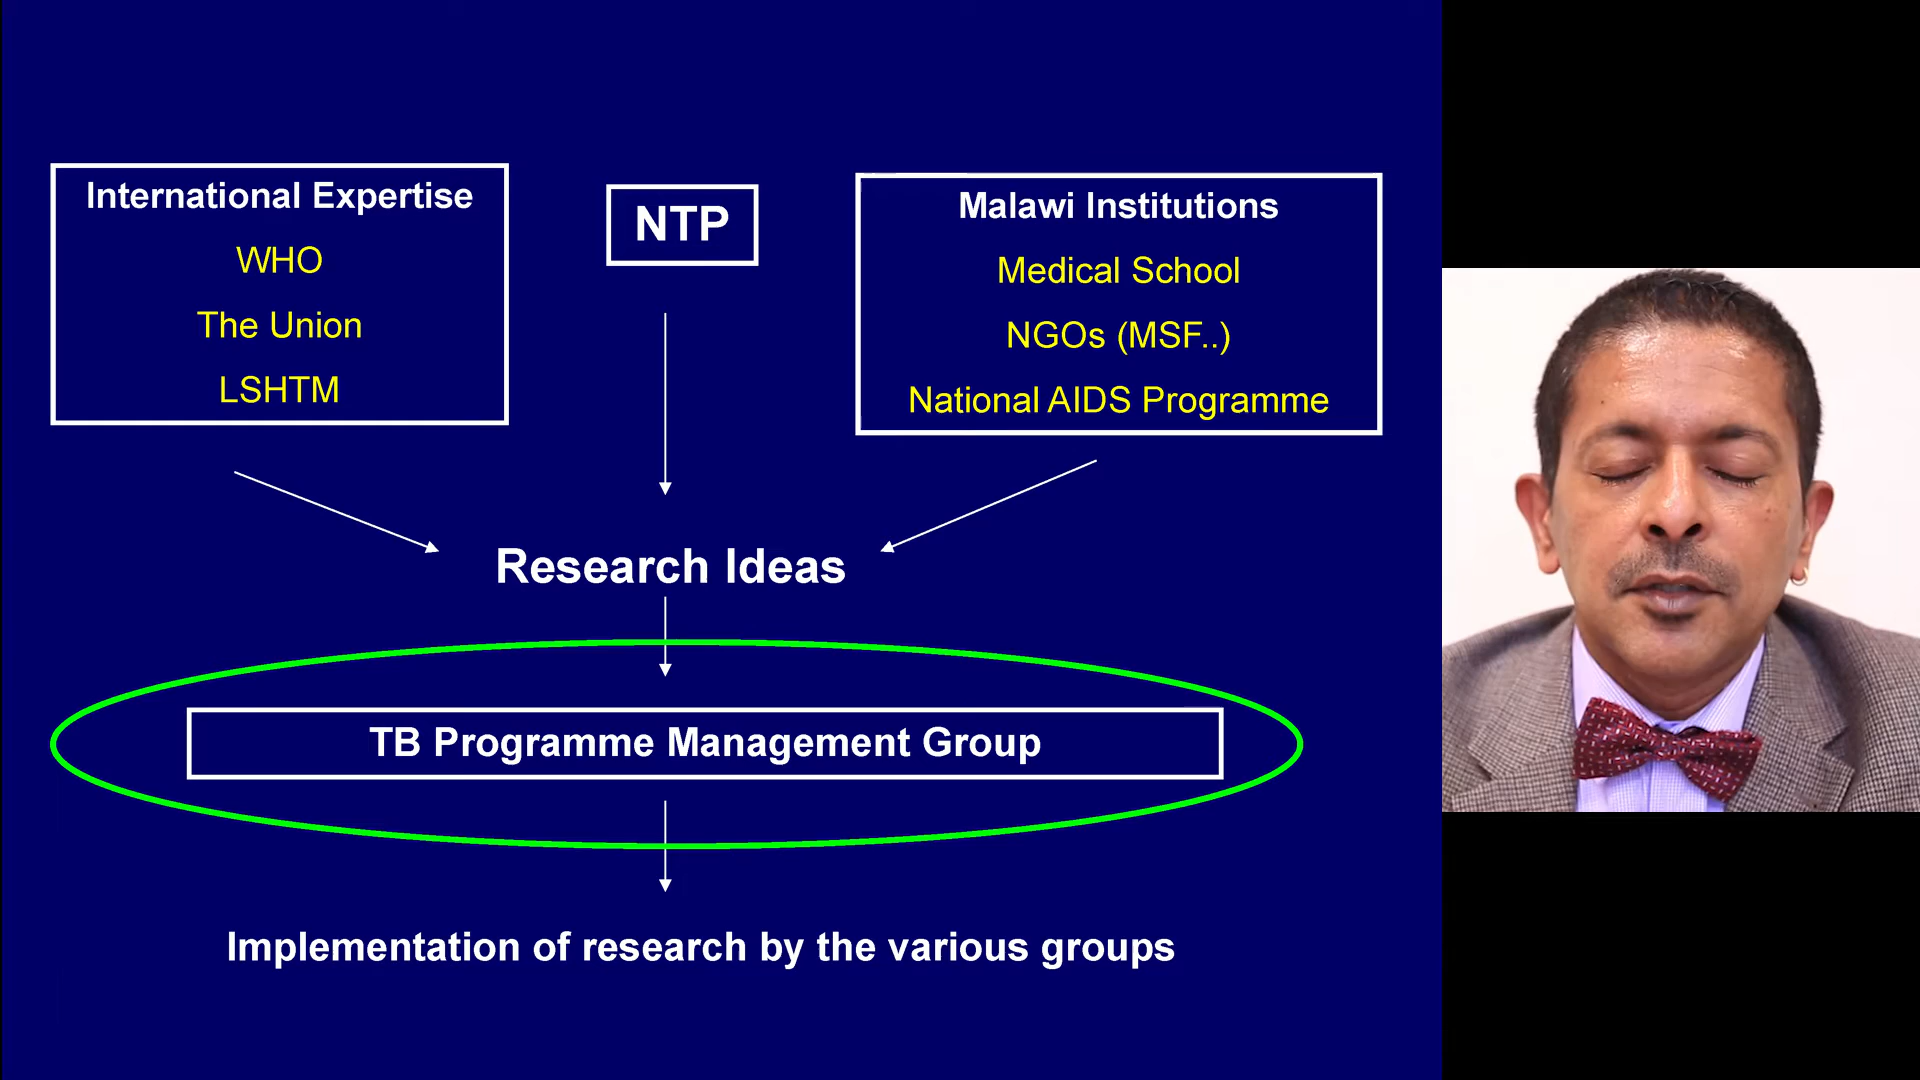 International Expertise
WHO
The Union
LSHTM
NTP
Malawi Institutions
Medical School
NGOs (MSF..)
National AIDS Programme
Research Ideas
TB Programme Management Group
Implementation of research by the various groups